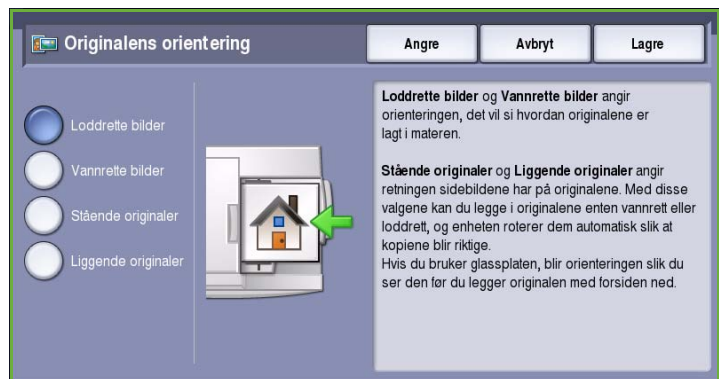 Originalens orientering
Angre
Avbryt
Lagre
Loddrette bilder
Vannrette bilder
Stående originaler
Liggende originaler
Loddrette bilder og Vannrette bilder angir
orienteringen, det vil si hvordan originalene er
lagt i materen.
Stående originaler og Liggende originaler angir
retningen sidebildene har på originalene. Med disse
valgene kan du legge i originalene enten vannrett eller
loddrett, og enheten roterer dem automatisk slik at
kopiene blir riktige.
Hvis du bruker glassplaten, blir orienteringen slik du
ser den før du legger originalen med forsiden ned.